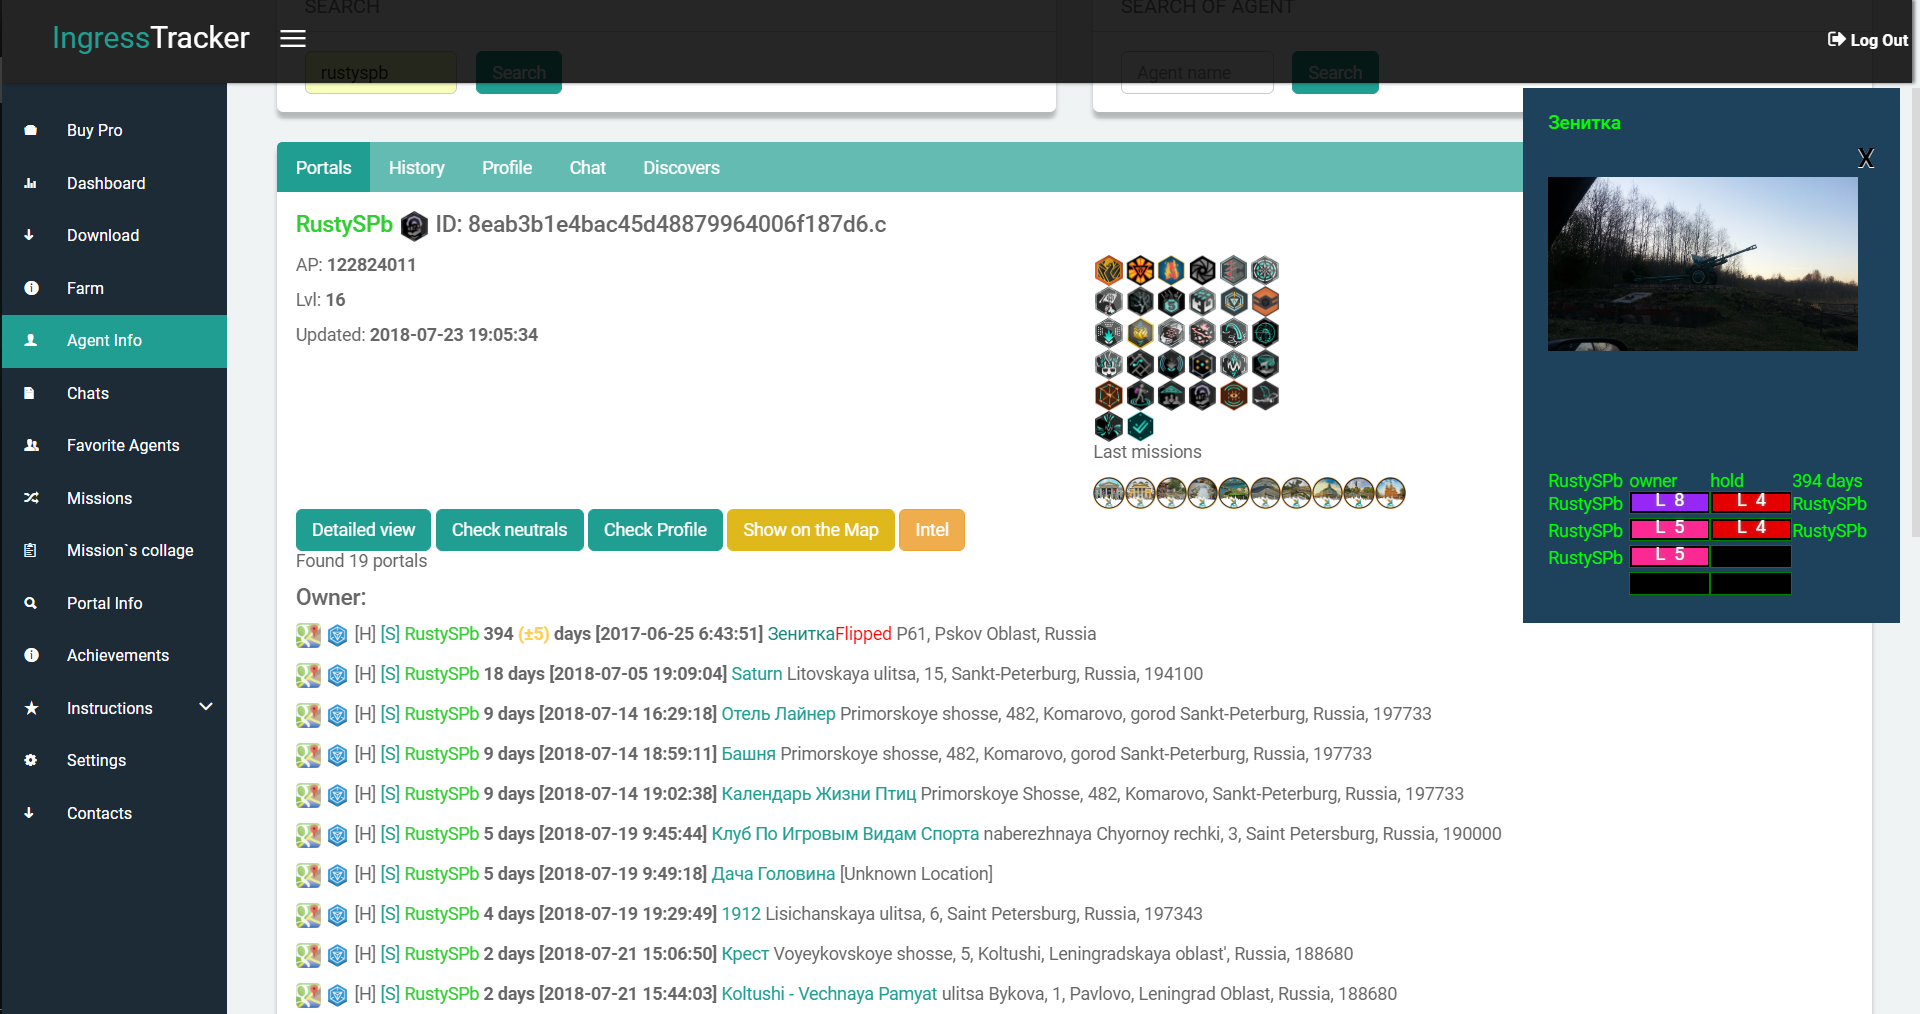 SEARCH
SEARCH OF AGENT
IngressTracker
Log Out
rustyspb
Search
Agent name
Search
Buy Pro
Dashboard
Download
Farm
Agent Info
Chats
Favorite Agents
Missions
Mission`s collage
Portal Info
Achievements
Instructions
Settings
Contacts
Portals
History
Profile
Chat
Discovers
RustySPb ID: 8eab3b1e4bac45d48879964006f187d6.c
AP: 122824011
Lvl: 16
Updated: 2018-07-23 19:05:34
Last missions
Detailed view
Check neutrals
Check Profile
Show on the Map
Intel
Found 19 portals
Owner:
[H] [S] RustySPb 394 (±5) days [2017-06-25 6:43:51] ЗениткаFlipped P61, Pskov Oblast, Russia
[H] [S] RustySPb 18 days [2018-07-05 19:09:04] Saturn Litovskaya ulitsa, 15, Sankt-Peterburg, Russia, 194100
[H] [S] RustySPb 9 days [2018-07-14 16:29:18] Отель Лайнер Primorskoye shosse, 482, Komarovo, gorod Sankt-Peterburg, Russia, 197733
[H] [S] RustySPb 9 days [2018-07-14 18:59:11] Башня Primorskoye shosse, 482, Komarovo, gorod Sankt-Peterburg, Russia, 197733
[H] [S] RustySPb 9 days [2018-07-14 19:02:38] Календарь Жизни Птиц Primorskoye Shosse, 482, Komarovo, Sankt-Peterburg, Russia, 197733
[H] [S] RustySPb 5 days [2018-07-19 9:45:44] Клуб По Игровым Видам Спорта naberezhnaya Chyornoy rechki, 3, Saint Petersburg, Russia, 190000
[H] [S] RustySPb 5 days [2018-07-19 9:49:18] Дача Головина [Unknown Location]
[H] [S] RustySPb 4 days [2018-07-19 19:29:49] 1912 Lisichanskaya ulitsa, 6, Saint Petersburg, Russia, 197343
[H] [S] RustySPb 2 days [2018-07-21 15:06:50] Крест Voyeykovskoye shosse, 5, Koltushi, Leningradskaya oblast', Russia, 188680
[H] [S] RustySPb 2 days [2018-07-21 15:44:03] Koltushi - Vechnaya Pamyat ulitsa Bykova, 1, Pavlovo, Leningrad Oblast, Russia, 188680
Зенитка
X
RustySPb owner hold 394 days
RustySPb L 8 L 4 RustySPb
RustySPb L 5 L 4 RustySPb
RustySPb L 5